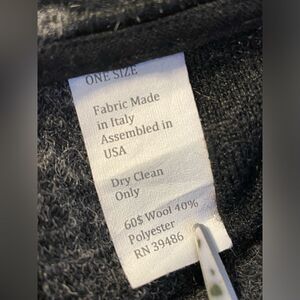 ONE SIZE
Fabric Made
in Italy
Assembled in
USA
Dry Clean
Only
60$ Wool 40%
Polyester
RN 39486